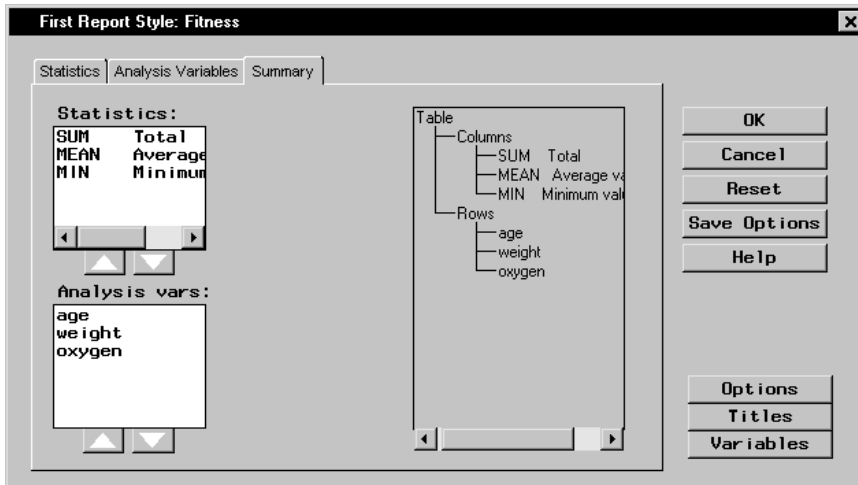 First Report Style: Fitness
Statistics Analysis Variables Summary
Statistics:
SUM Total
MEAN Average
MIN Minimum
Analysis vars:
age
weight
oxygen
Table
Columns
SUM Total
MEAN Average va
MIN Minimum val
Rows
age
weight
oxygen
OK
Cancel
Reset
Save Options
Help
Options
Titles
Variables